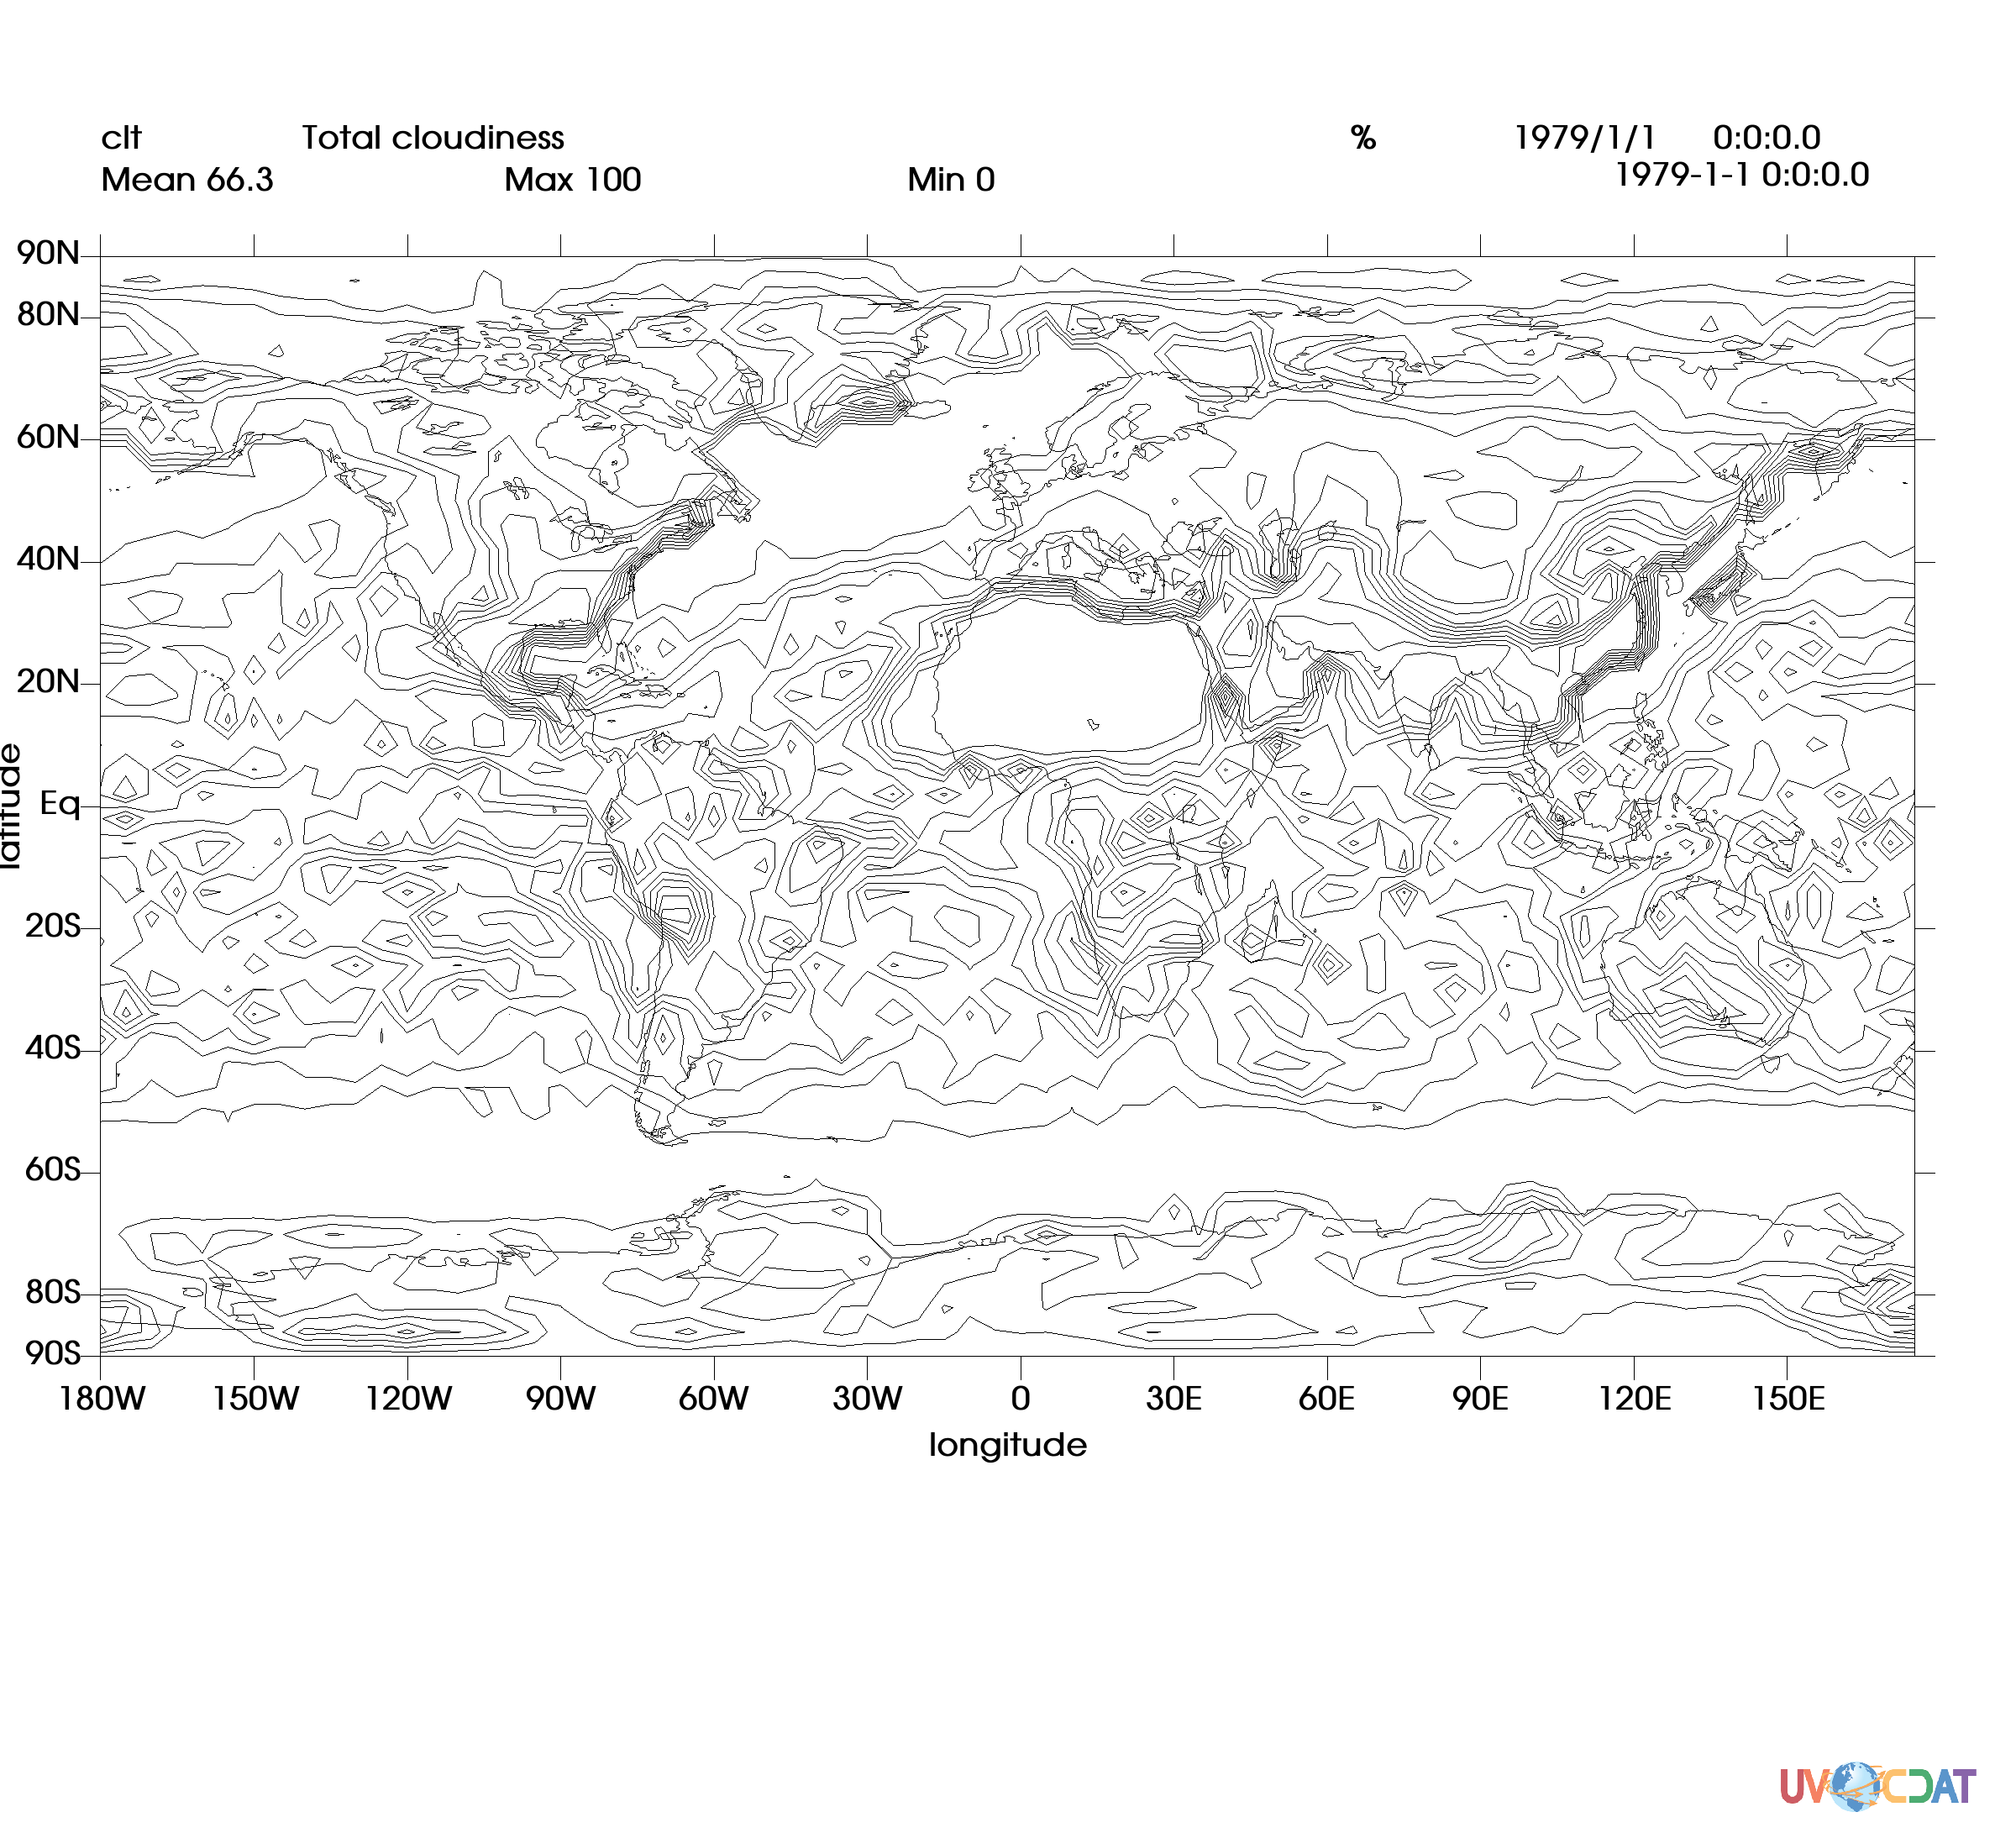 clt Total cloudiness % 1979/1/1 0:0:0.0
Mean 66.3 Max 100 Min 0 1979-1-1 0:0:0.0
90N
80N
60N
40N
20N
Eq
20S
40S
60S
80S
90S
latitude
180W 150W 120W 90W 60W 30W 0 30E 60E 90E 120E 150E
longitude
UVCDAT